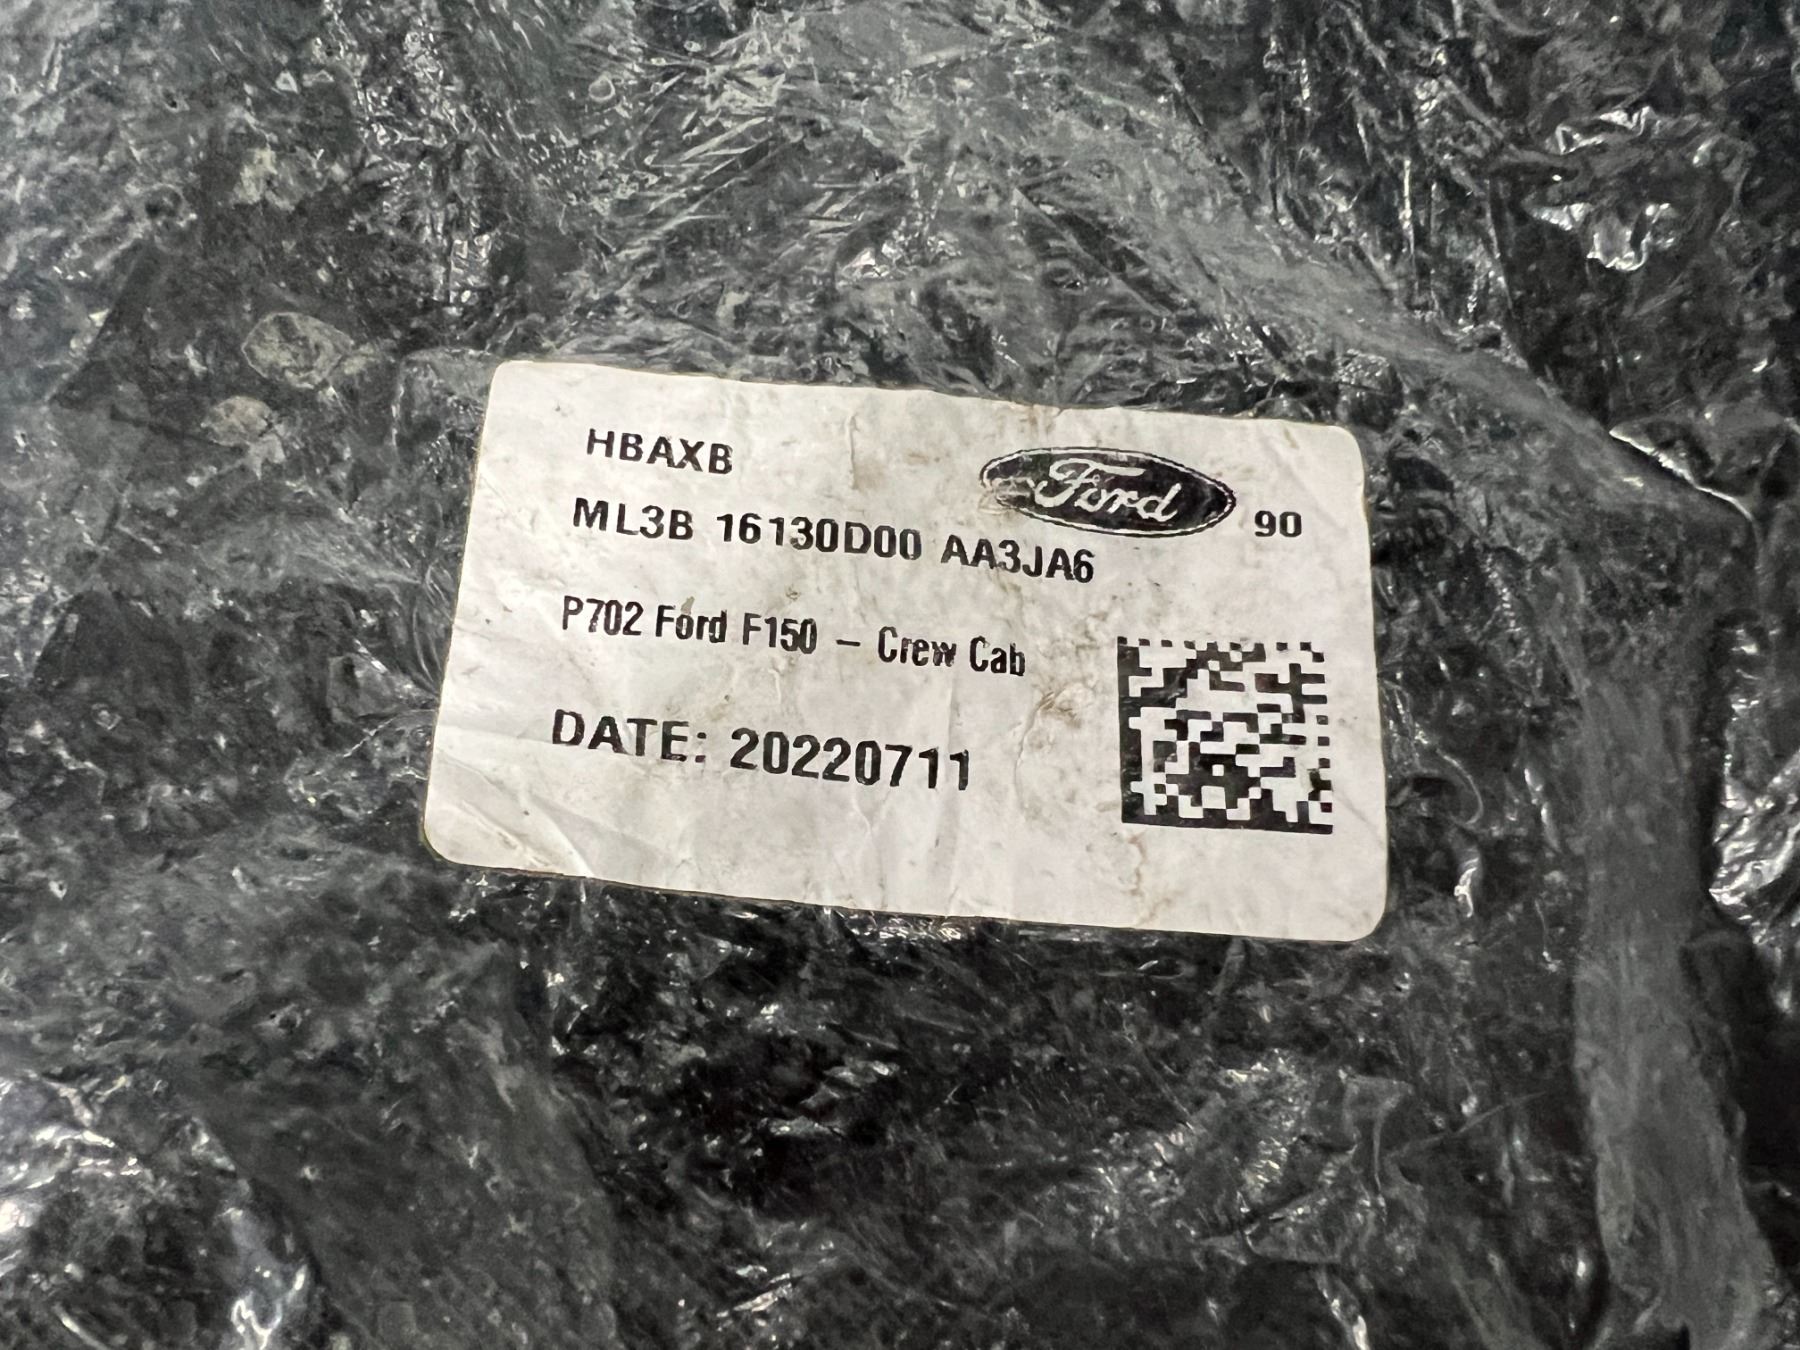 HBAXB
Ford 90
ML3B 16130D00 AA3JA6
P702 Ford F150 – Crew Cab
DATE: 20220711